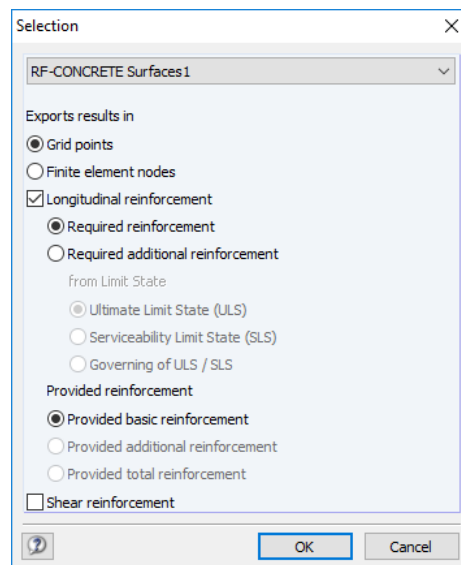 Selection
RF-CONCRETE Surfaces1
Exports results in
Grid points
Finite element nodes
Longitudinal reinforcement
Required reinforcement
Required additional reinforcement
from Limit State
Ultimate Limit State (ULS)
Serviceability Limit State (SLS)
Governing of ULS / SLS
Provided reinforcement
Provided basic reinforcement
Provided additional reinforcement
Provided total reinforcement
Shear reinforcement
OK Cancel